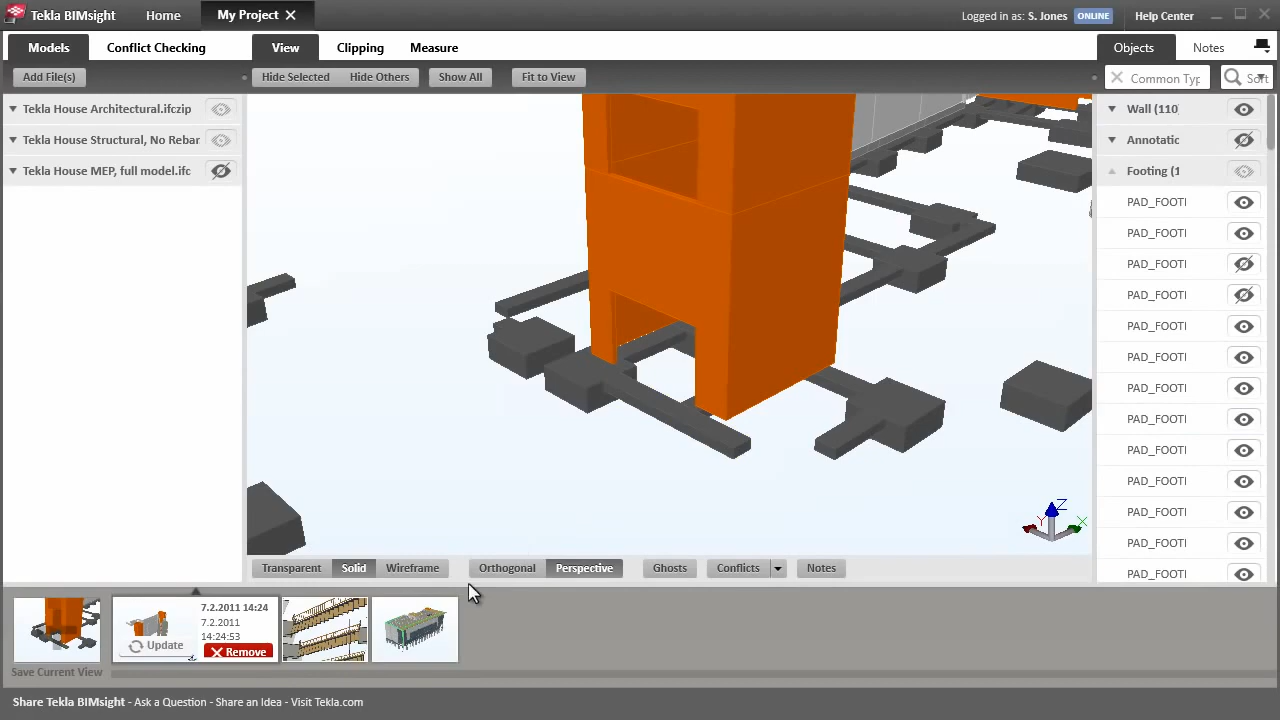 Tekla BIMsight Home My Project Logged in as: S. Jones ONLINE Help Center
Models Conflict Checking View Clipping Measure Objects Notes
Add File(s) Hide Selected Hide Others Show All Fit to View Common Typ Sort
Tekla House Architectural.ifczip
Tekla House Structural, No Rebar
Tekla House MEP, full model.ifc
Wall (110)
Annotatic
Footing (1
PAD_FOOTI
PAD_FOOTI
PAD_FOOTI
PAD_FOOTI
PAD_FOOTI
PAD_FOOTI
PAD_FOOTI
PAD_FOOTI
PAD_FOOTI
PAD_FOOTI
PAD_FOOTI
PAD_FOOTI
PAD_FOOTI
Z
Y X
Transparent Solid Wireframe Orthogonal Perspective Ghosts Conflicts Notes
7.2.2011 14:24
7.2.2011
14:24:53
Update
Remove
Save Current View
Share Tekla BIMsight - Ask a Question - Share an Idea - Visit Tekla.com